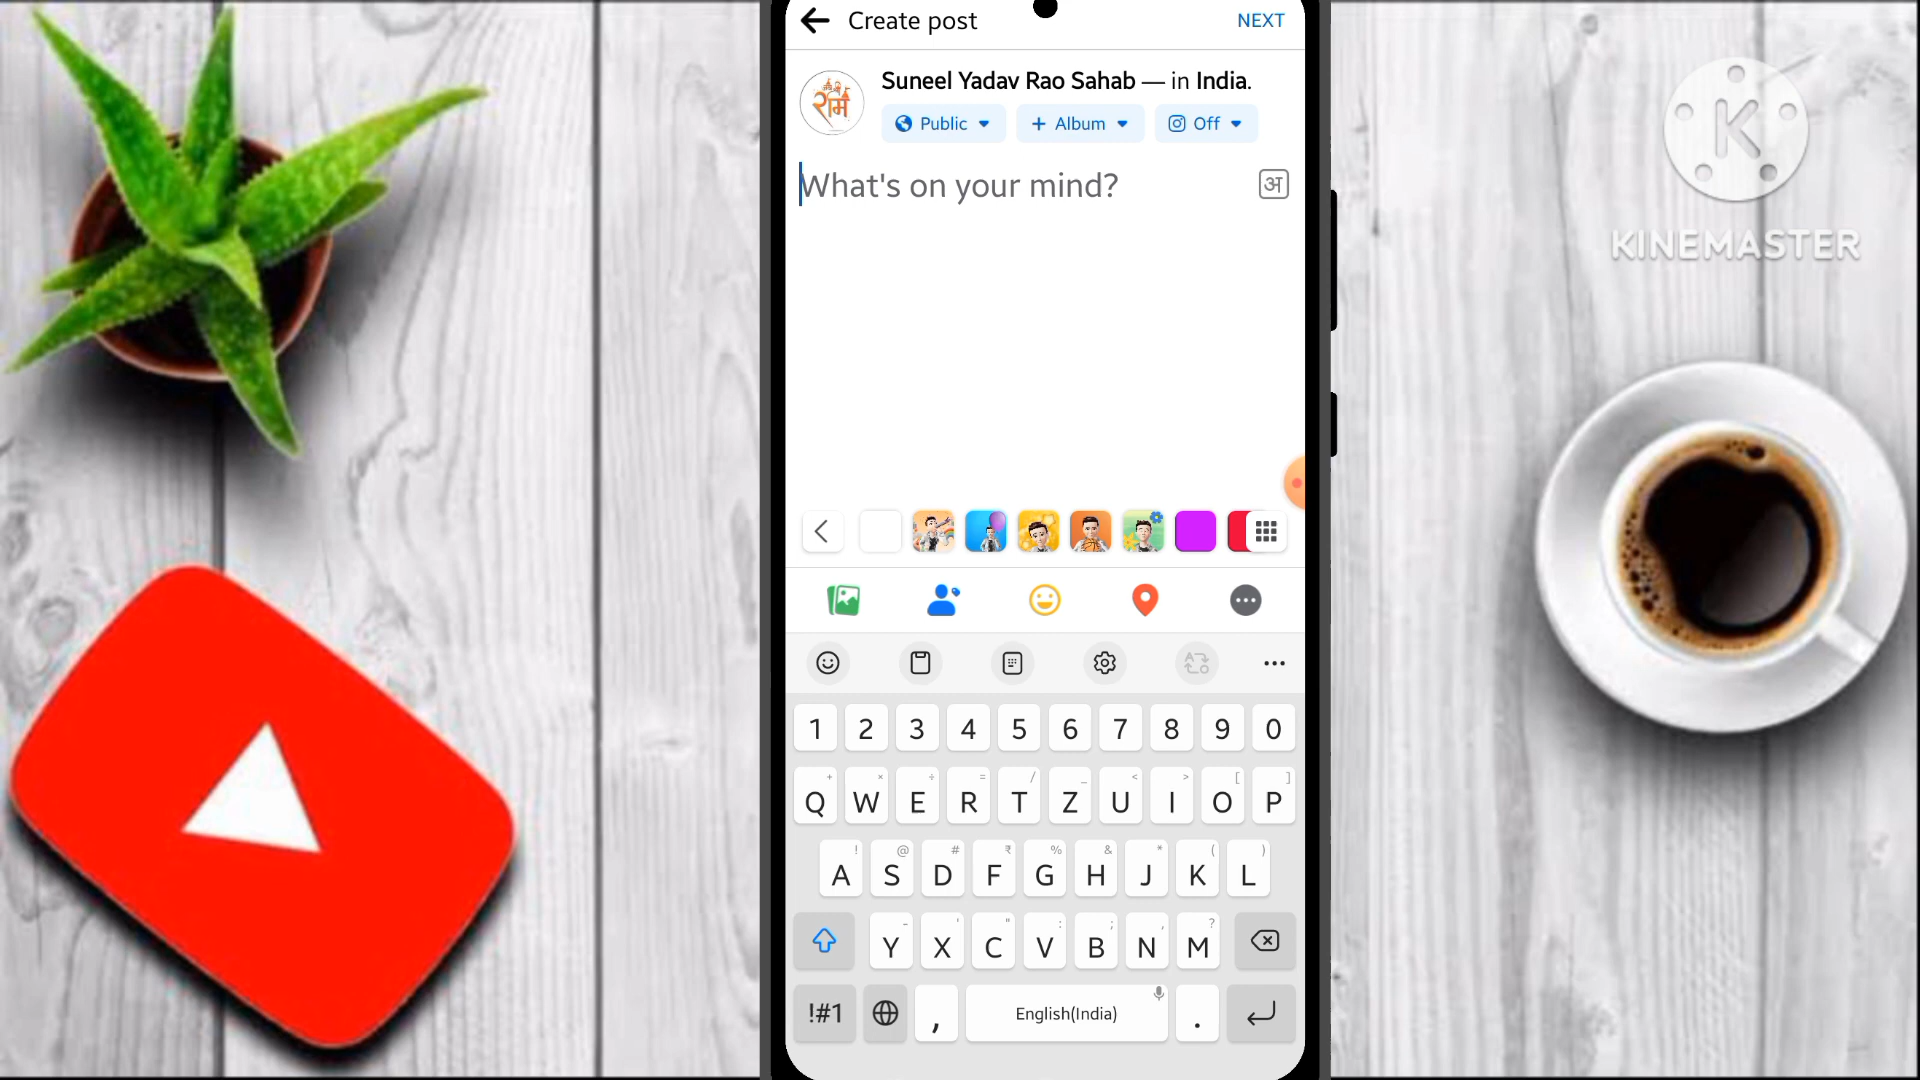 Create post NEXT
Suneel Yadav Rao Sahab — in India.
Public + Album Off
What's on your mind? अ
राम
K
KINEMASTER
1 2 3 4 5 6 7 8 9 0
+ × ÷ = / _ < > [ ]
Q W E R T Z U I O P
! @ # ₹ % & * ( )
A S D F G H J K L
- ' " : ; , ?
Y X C V B N M
!#1 , English(India) .